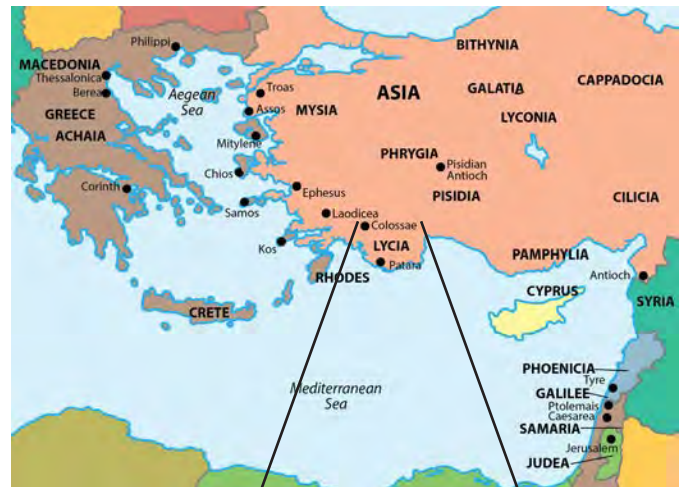 Philippi
MACEDONIA
Thessalonica
Berea
GREECE
ACHAIA
Corinth
Aegean
Sea
Troas
Assos
MYSIA
Mitylene
Chios
Samos
Ephesus
Laodicea
Colossae
Kos
LYCIA
Patara
RHODES
CRETE
ASIA
BITHYNIA
GALATIA
CAPPADOCIA
LYCONIA
PHRYGIA
Pisidian
Antioch
PISIDIA
CILICIA
PAMPHYLIA
Antioch
CYPRUS
SYRIA
Mediterranean
Sea
PHOENICIA
Tyre
GALILEE
Ptolemais
Caesarea
SAMARIA
Jerusalem
JUDEA